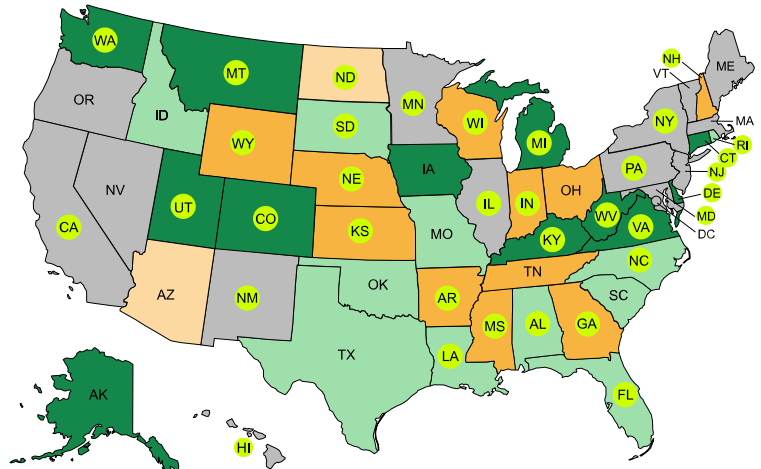 WA
MT
ND
MN
NH
VT
ME
OR
ID
SD
WI
MI
NY
MA
WY
RI
CT
NV
NE
IA
PA
NJ
UT
CO
IL
IN
OH
DE
CA
KS
MO
KY
WV
VA
MD
DC
AZ
NM
OK
AR
TN
NC
SC
TX
LA
MS
AL
GA
AK
FL
HI